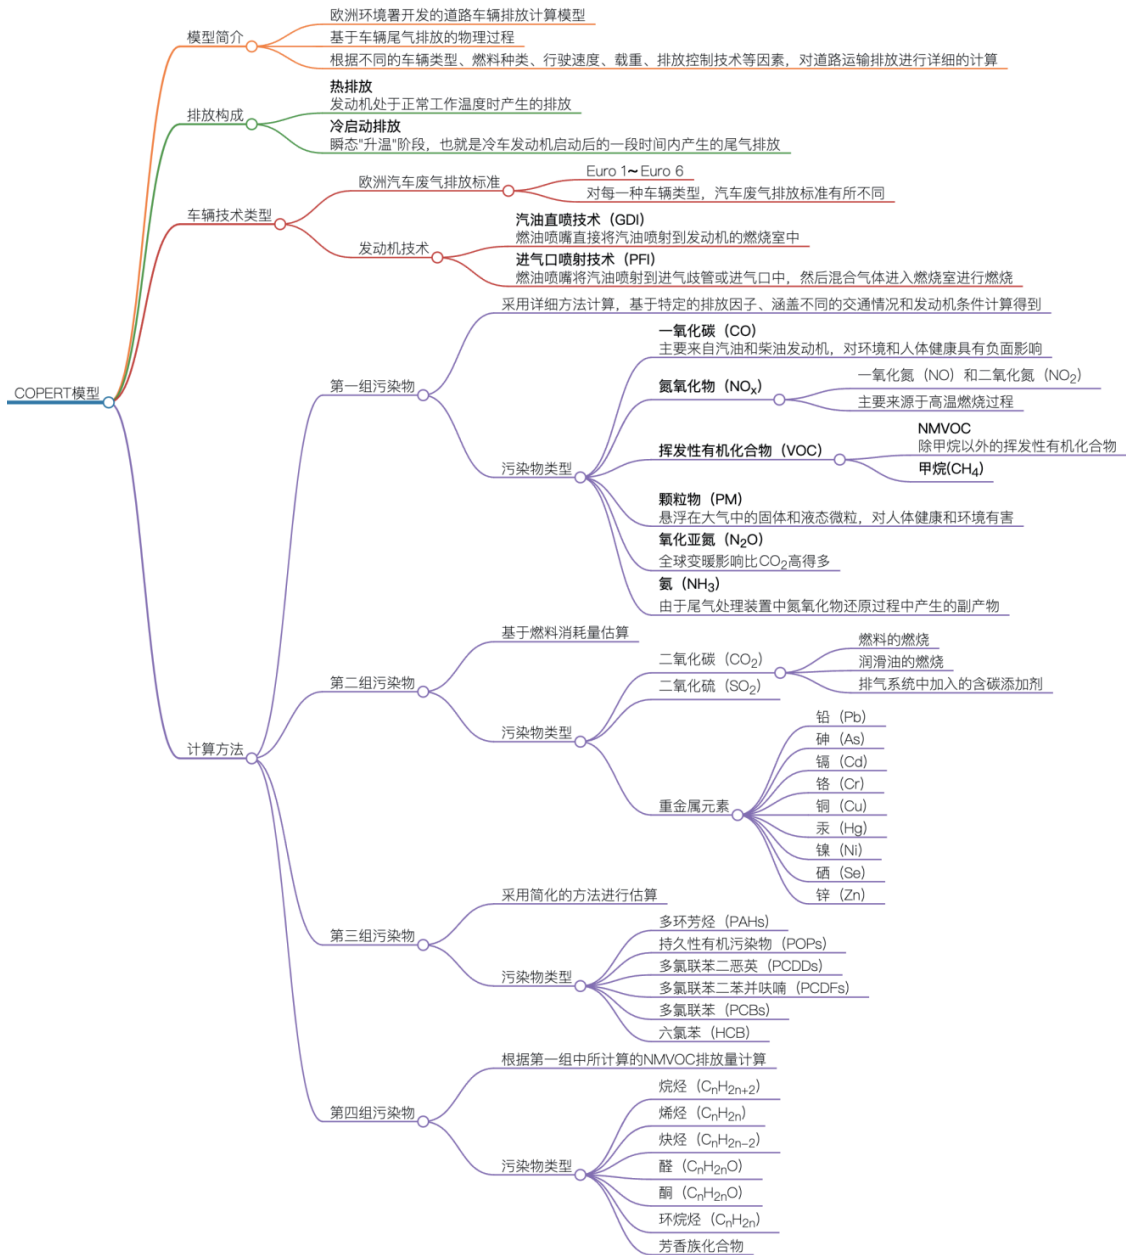 COPERT模型
模型简介
欧洲环境署开发的道路车辆排放计算模型
基于车辆尾气排放的物理过程
根据不同的车辆类型、燃料种类、行驶速度、载重、排放控制技术等因素，对道路运输排放进行详细的计算
排放构成
热排放
发动机处于正常工作温度时产生的排放
冷启动排放
瞬态"升温"阶段，也就是冷车发动机启动后的一段时间内产生的尾气排放
车辆技术类型
欧洲汽车废气排放标准
Euro 1~Euro 6
对每一种车辆类型，汽车废气排放标准有所不同
发动机技术
汽油直喷技术（GDI）
燃油喷嘴直接将汽油喷射到发动机的燃烧室中
进气口喷射技术（PFI）
燃油喷嘴将汽油喷射到进气歧管或进气口中，然后混合气体进入燃烧室进行燃烧
计算方法
第一组污染物
采用详细方法计算，基于特定的排放因子、涵盖不同的交通情况和发动机条件计算得到
污染物类型
一氧化碳（CO）
主要来自汽油和柴油发动机，对环境和人体健康具有负面影响
氮氧化物（NOₓ）
一氧化氮（NO）和二氧化氮（NO₂）
主要来源于高温燃烧过程
挥发性有机化合物（VOC）
NMVOC
除甲烷以外的挥发性有机化合物
甲烷(CH₄)
颗粒物（PM）
悬浮在大气中的固体和液态微粒，对人体健康和环境有害
氧化亚氮（N₂O）
全球变暖影响比CO₂高得多
氨（NH₃）
由于尾气处理装置中氮氧化物还原过程中产生的副产物
第二组污染物
基于燃料消耗量估算
污染物类型
二氧化碳（CO₂）
燃料的燃烧
润滑油的燃烧
排气系统中加入的含碳添加剂
二氧化硫（SO₂）
重金属元素
铅（Pb）
砷（As）
镉（Cd）
铬（Cr）
铜（Cu）
汞（Hg）
镍（Ni）
硒（Se）
锌（Zn）
第三组污染物
采用简化的方法进行估算
污染物类型
多环芳烃（PAHs）
持久性有机污染物（POPs）
多氯联苯二恶英（PCDDs）
多氯联苯二苯并呋喃（PCDFs）
多氯联苯（PCBs）
六氯苯（HCB）
第四组污染物
根据第一组中所计算的NMVOC排放量计算
污染物类型
烷烃（CₙH₂ₙ₊₂）
烯烃（CₙH₂ₙ）
炔烃（CₙH₂ₙ₋₂）
醛（CₙH₂ₙO）
酮（CₙH₂ₙO）
环烷烃（CₙH₂ₙ）
芳香族化合物